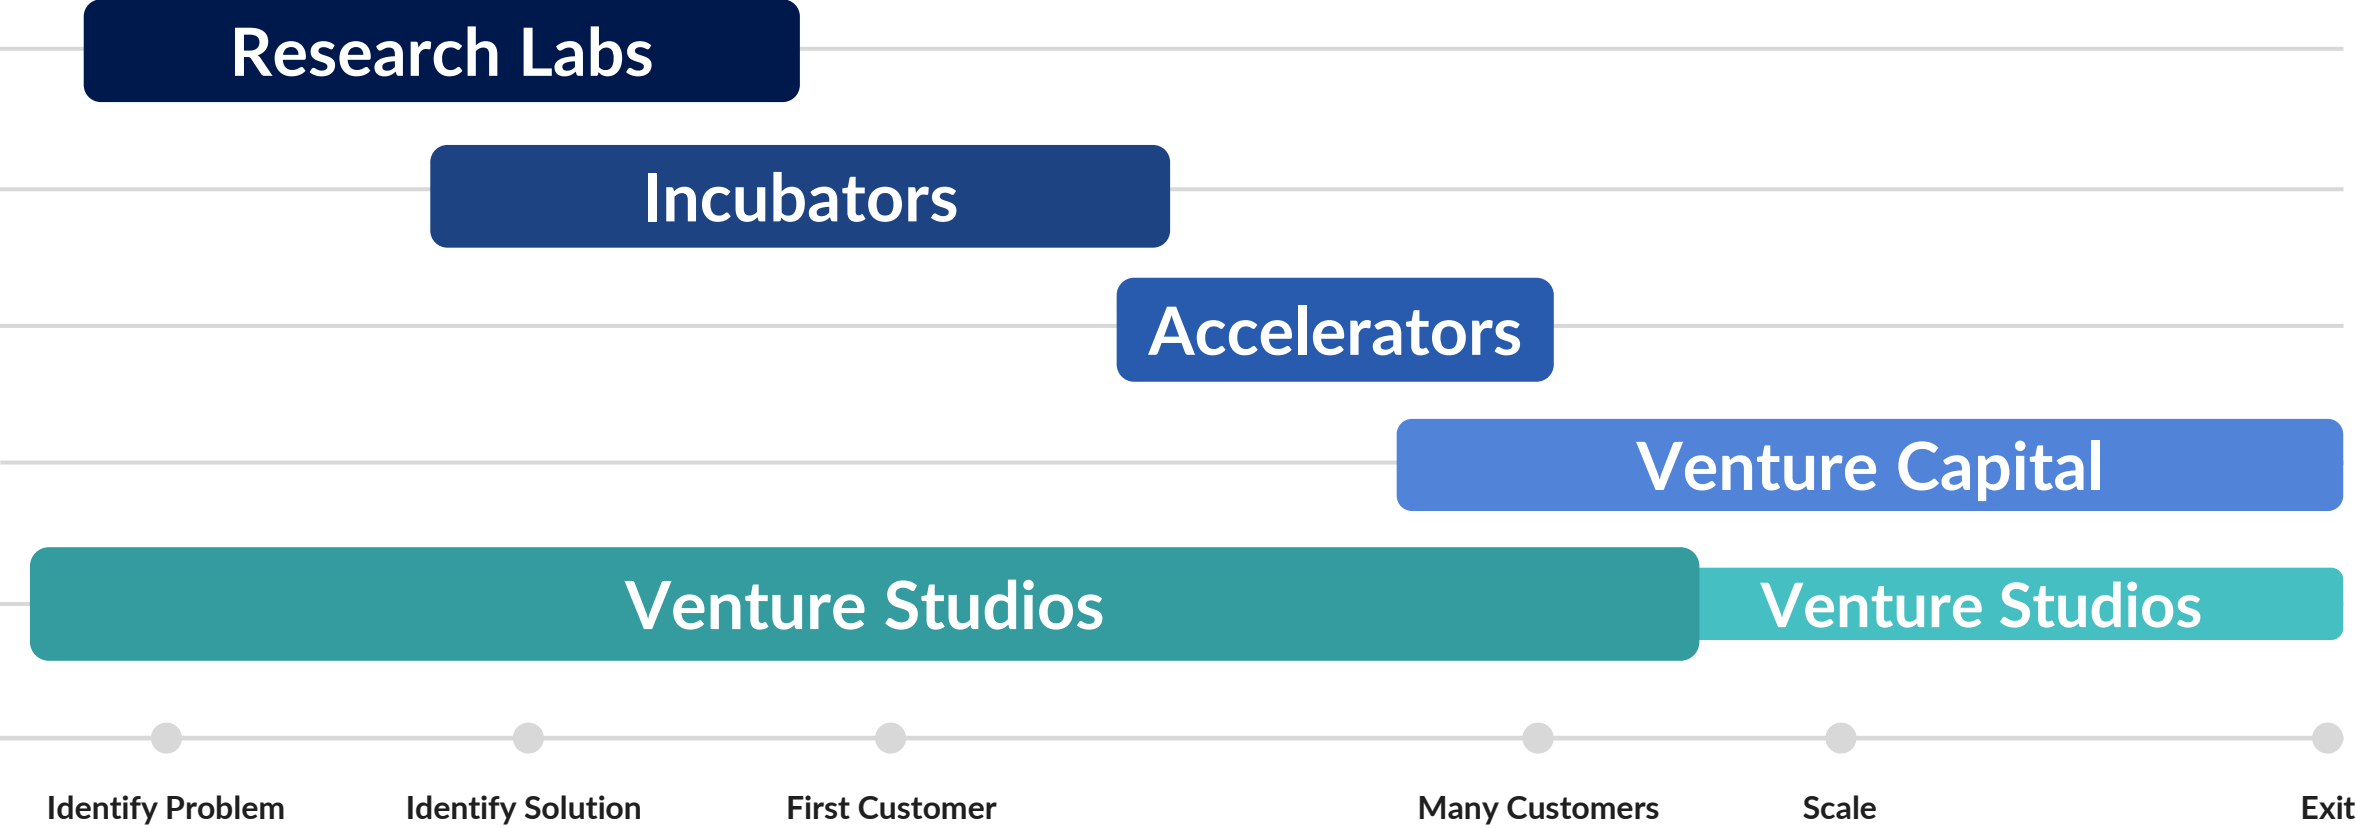 Research Labs
Incubators
Accelerators
Venture Capital
Venture Studios
Venture Studios
Identify Problem
Identify Solution
First Customer
Many Customers
Scale
Exit